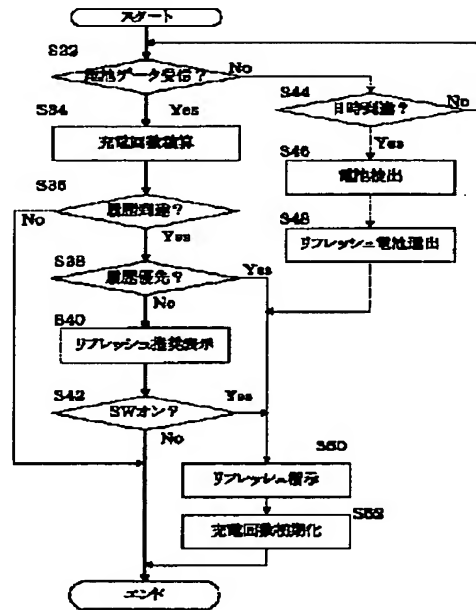 スタート
S32
電池データ受信？
No
S44
日時到達？
No
S34
Yes
充電回数積算
Yes
S46
電池検出
S36
履歴到達？
No
Yes
S48
リフレッシュ電池選出
S38
履歴優先？
Yes
No
S40
リフレッシュ推奨表示
S42
SWオン？
Yes
No
S50
リフレッシュ指示
S52
充電回数初期化
エンド